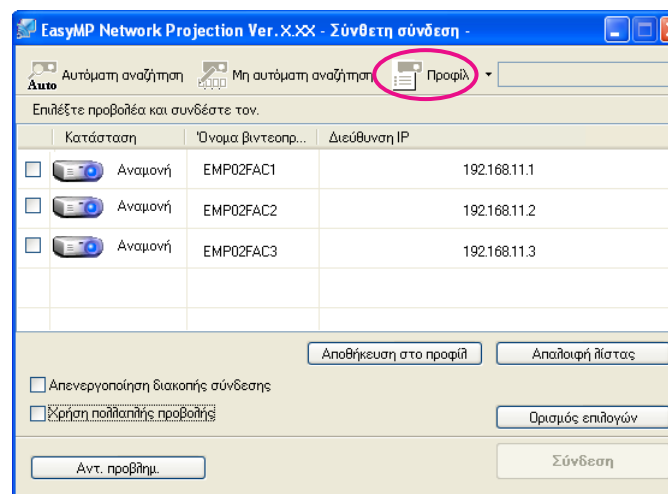 EasyMP Network Projection Ver.X.XX - Σύνθετη σύνδεση -
Auto Αυτόματη αναζήτηση Μη αυτόματη αναζήτηση Προφίλ
Επιλέξτε προβολέα και συνδέστε τον.
Κατάσταση Όνομα βιντεοπρ... Διεύθυνση IP
Αναμονή EMP02FAC1 192.168.11.1
Αναμονή EMP02FAC2 192.168.11.2
Αναμονή EMP02FAC3 192.168.11.3
Αποθήκευση στο προφίλ Απαλοιφή λίστας
Απενεργοποίηση διακοπής σύνδεσης
Χρήση πολλαπλής προβολής Ορισμός επιλογών
Αντ. προβλημ. Σύνδεση